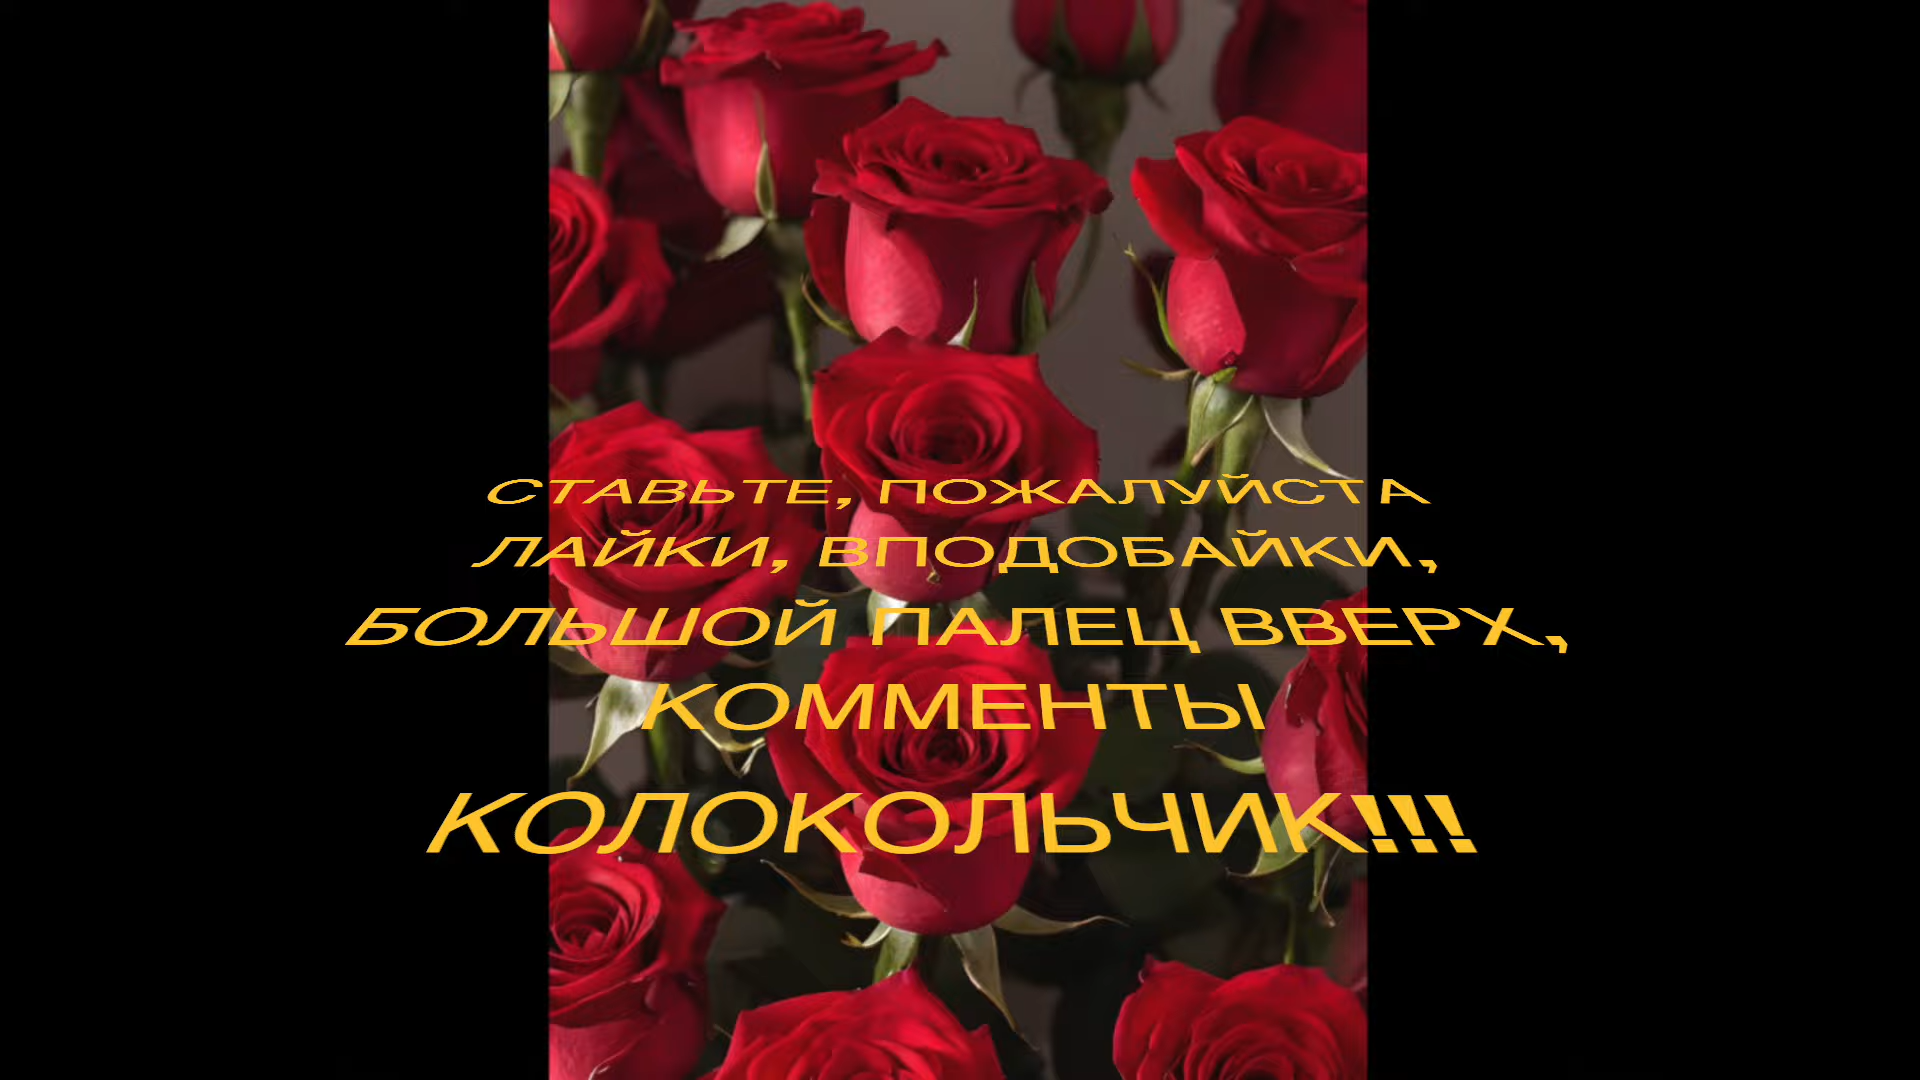 СТАВЬТЕ, ПОЖАЛУЙСТА
ЛАЙКИ, ВПОДОБАЙКИ,
БОЛЬШОЙ ПАЛЕЦ ВВЕРХ,
КОММЕНТЫ
КОЛОКОЛЬЧИК!!!